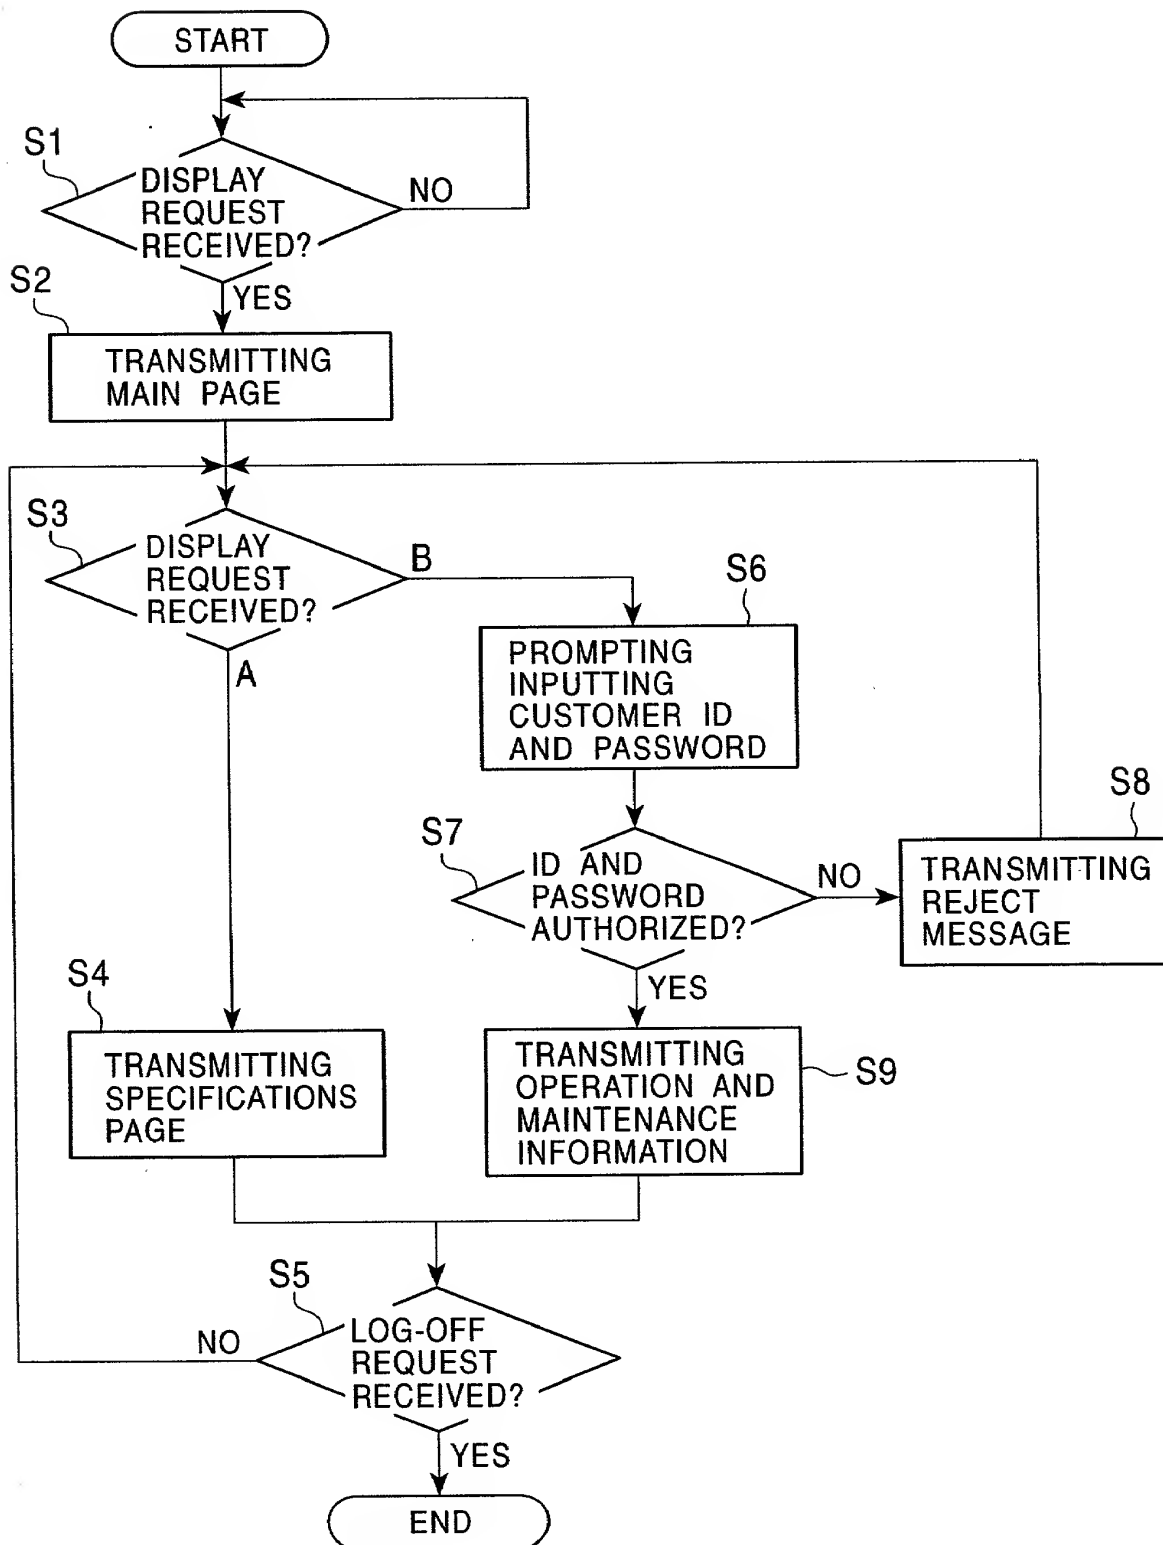 START
S1
DISPLAY
REQUEST
RECEIVED?
NO
YES
S2
TRANSMITTING
MAIN PAGE
S3
DISPLAY
REQUEST
RECEIVED?
B
A
S6
PROMPTING
INPUTTING
CUSTOMER ID
AND PASSWORD
S7
ID AND
PASSWORD
AUTHORIZED?
NO
YES
S8
TRANSMITTING
REJECT
MESSAGE
S4
TRANSMITTING
SPECIFICATIONS
PAGE
S9
TRANSMITTING
OPERATION AND
MAINTENANCE
INFORMATION
S5
LOG-OFF
REQUEST
RECEIVED?
NO
YES
END